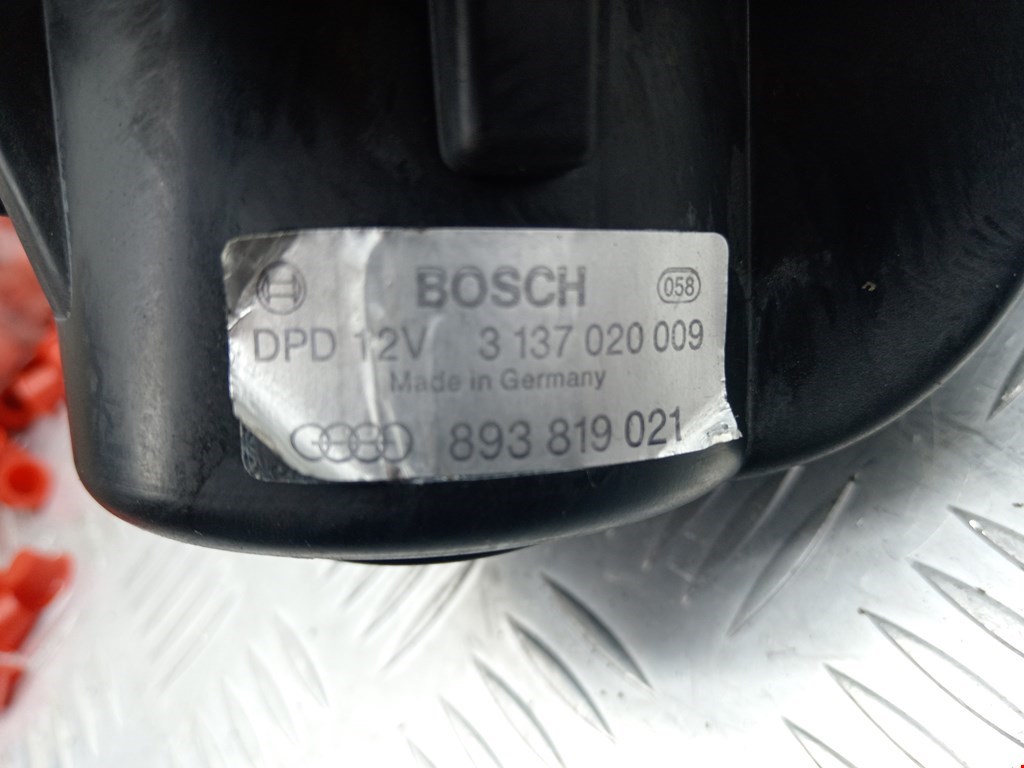 BOSCH 058
DPD 12V 3 137 020 009
Made in Germany
893 819 021